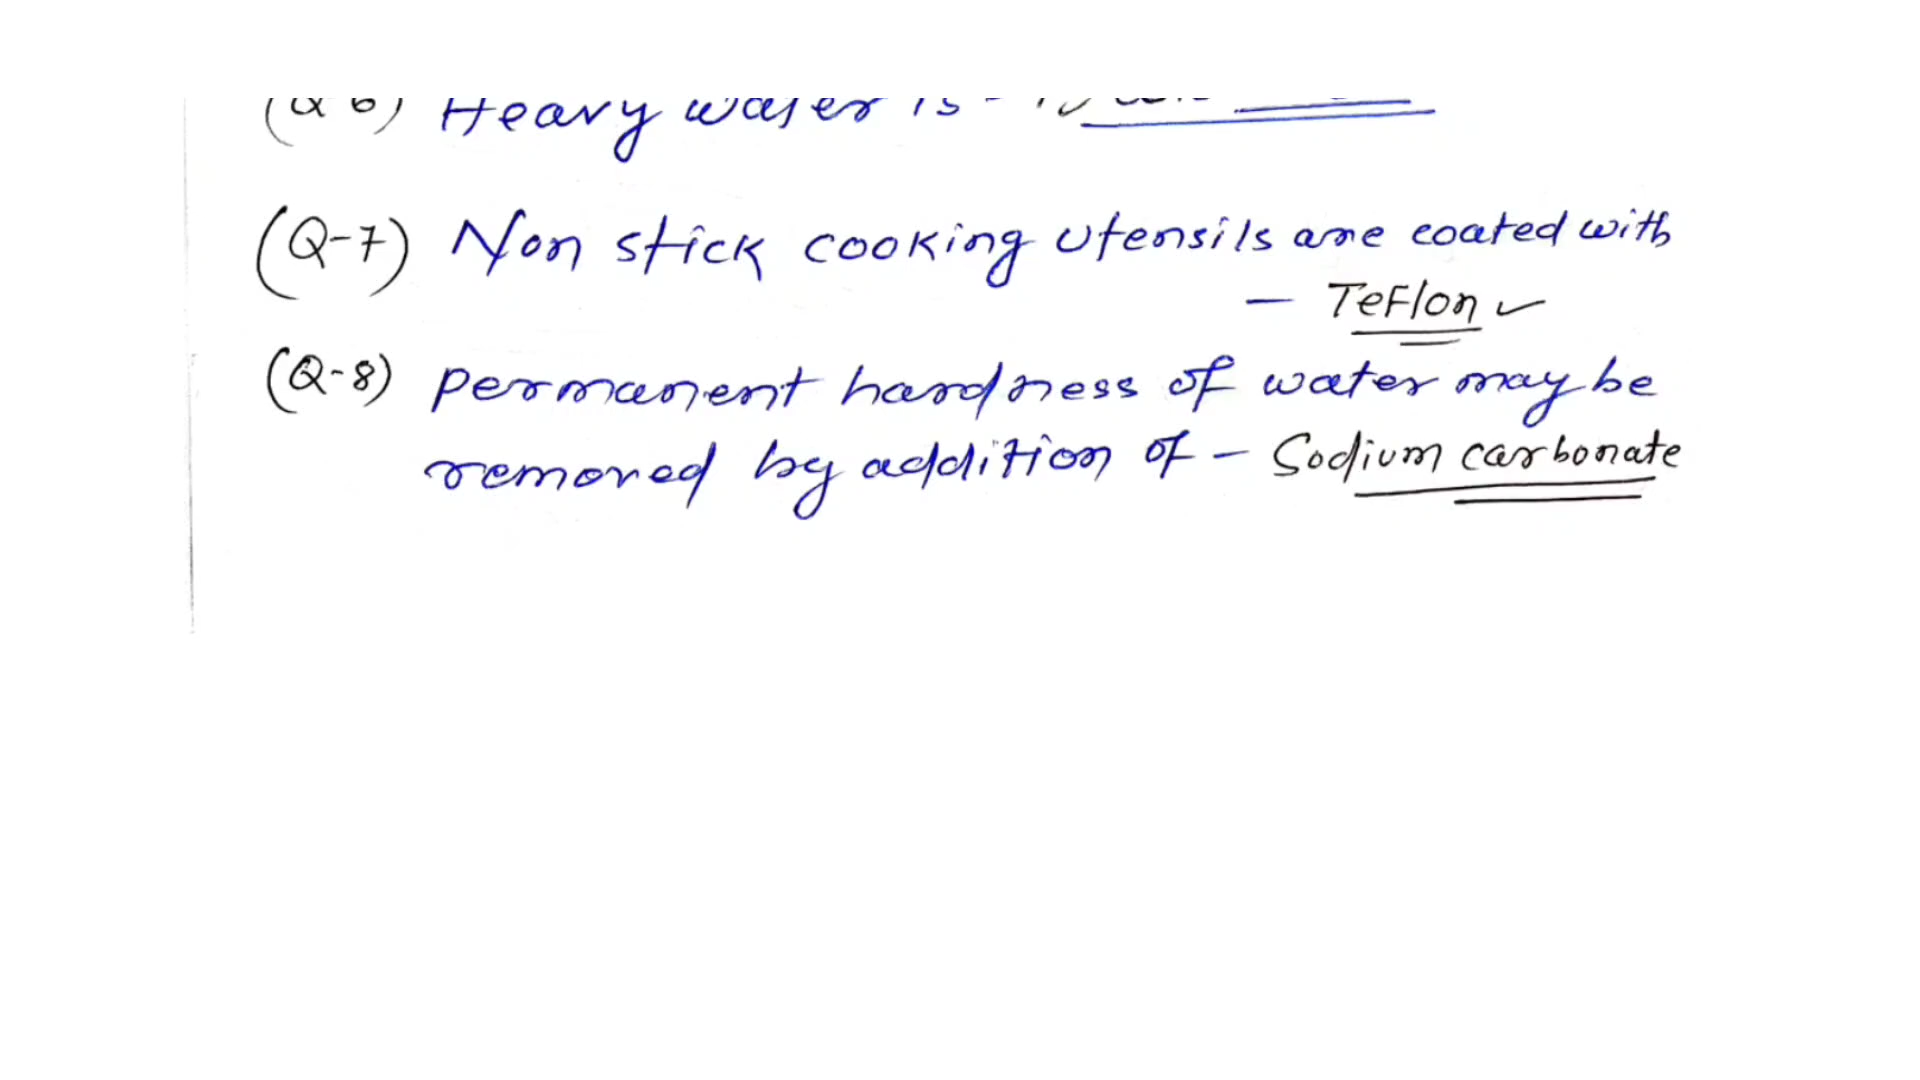 (Q-6) Heavy water is -
(Q-7) Non stick cooking utensils are coated with
- Teflon ✓
(Q-8) Permanent hardness of water may be
removed by addition of - Sodium carbonate